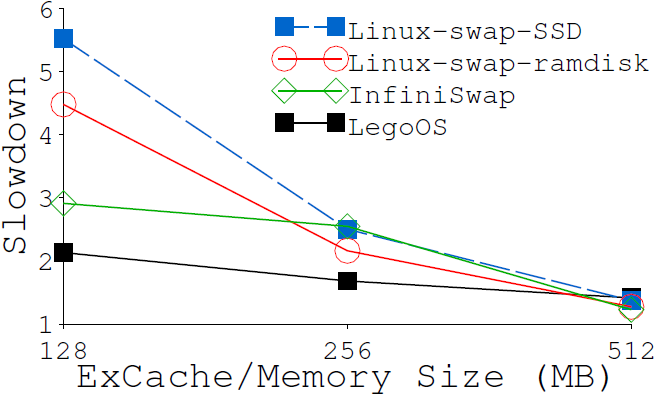 6
5
4
3
2
1
Slowdown
Linux-swap-SSD
Linux-swap-ramdisk
InfiniSwap
LegoOS
128 256 512
ExCache/Memory Size (MB)